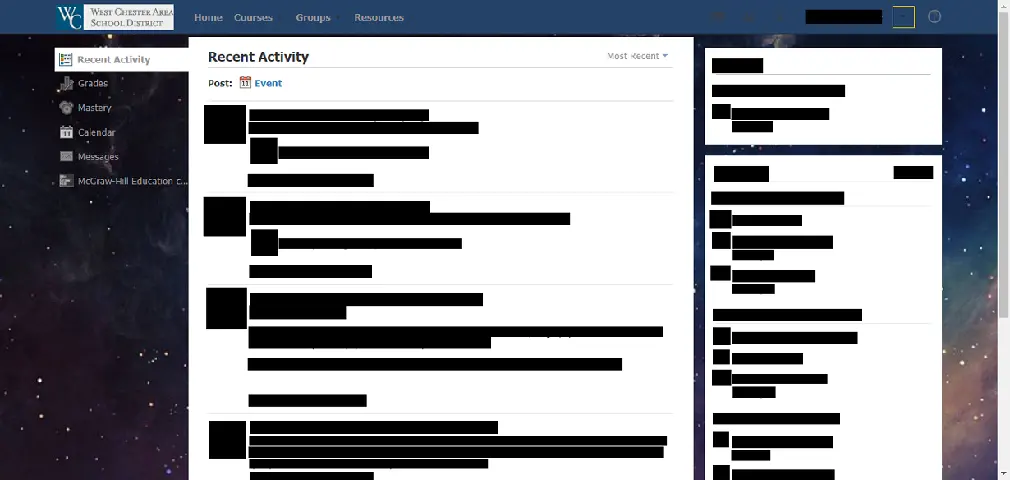 WEST CHESTER AREA
SCHOOL DISTRICT
WC
Home Courses Groups Resources
Recent Activity
Grades
Mastery
Calendar
Messages
McGraw-Hill Education c...
Recent Activity
Most Recent
Post: 11 Event